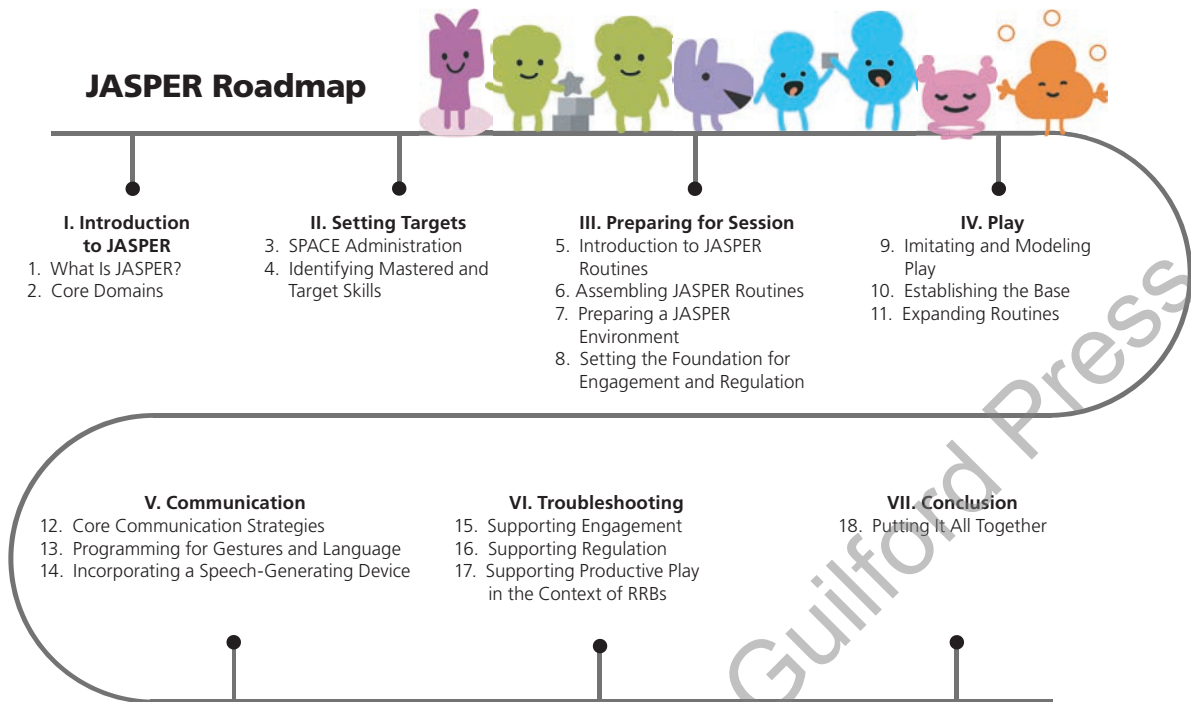 JASPER Roadmap
I. Introduction
to JASPER
1. What Is JASPER?
2. Core Domains
II. Setting Targets
3. SPACE Administration
4. Identifying Mastered and
Target Skills
III. Preparing for Session
5. Introduction to JASPER
Routines
6. Assembling JASPER Routines
7. Preparing a JASPER
Environment
8. Setting the Foundation for
Engagement and Regulation
IV. Play
9. Imitating and Modeling
Play
10. Establishing the Base
11. Expanding Routines
V. Communication
12. Core Communication Strategies
13. Programming for Gestures and Language
14. Incorporating a Speech-Generating Device
VI. Troubleshooting
15. Supporting Engagement
16. Supporting Regulation
17. Supporting Productive Play
in the Context of RRBs
VII. Conclusion
18. Putting It All Together
Guilford Press